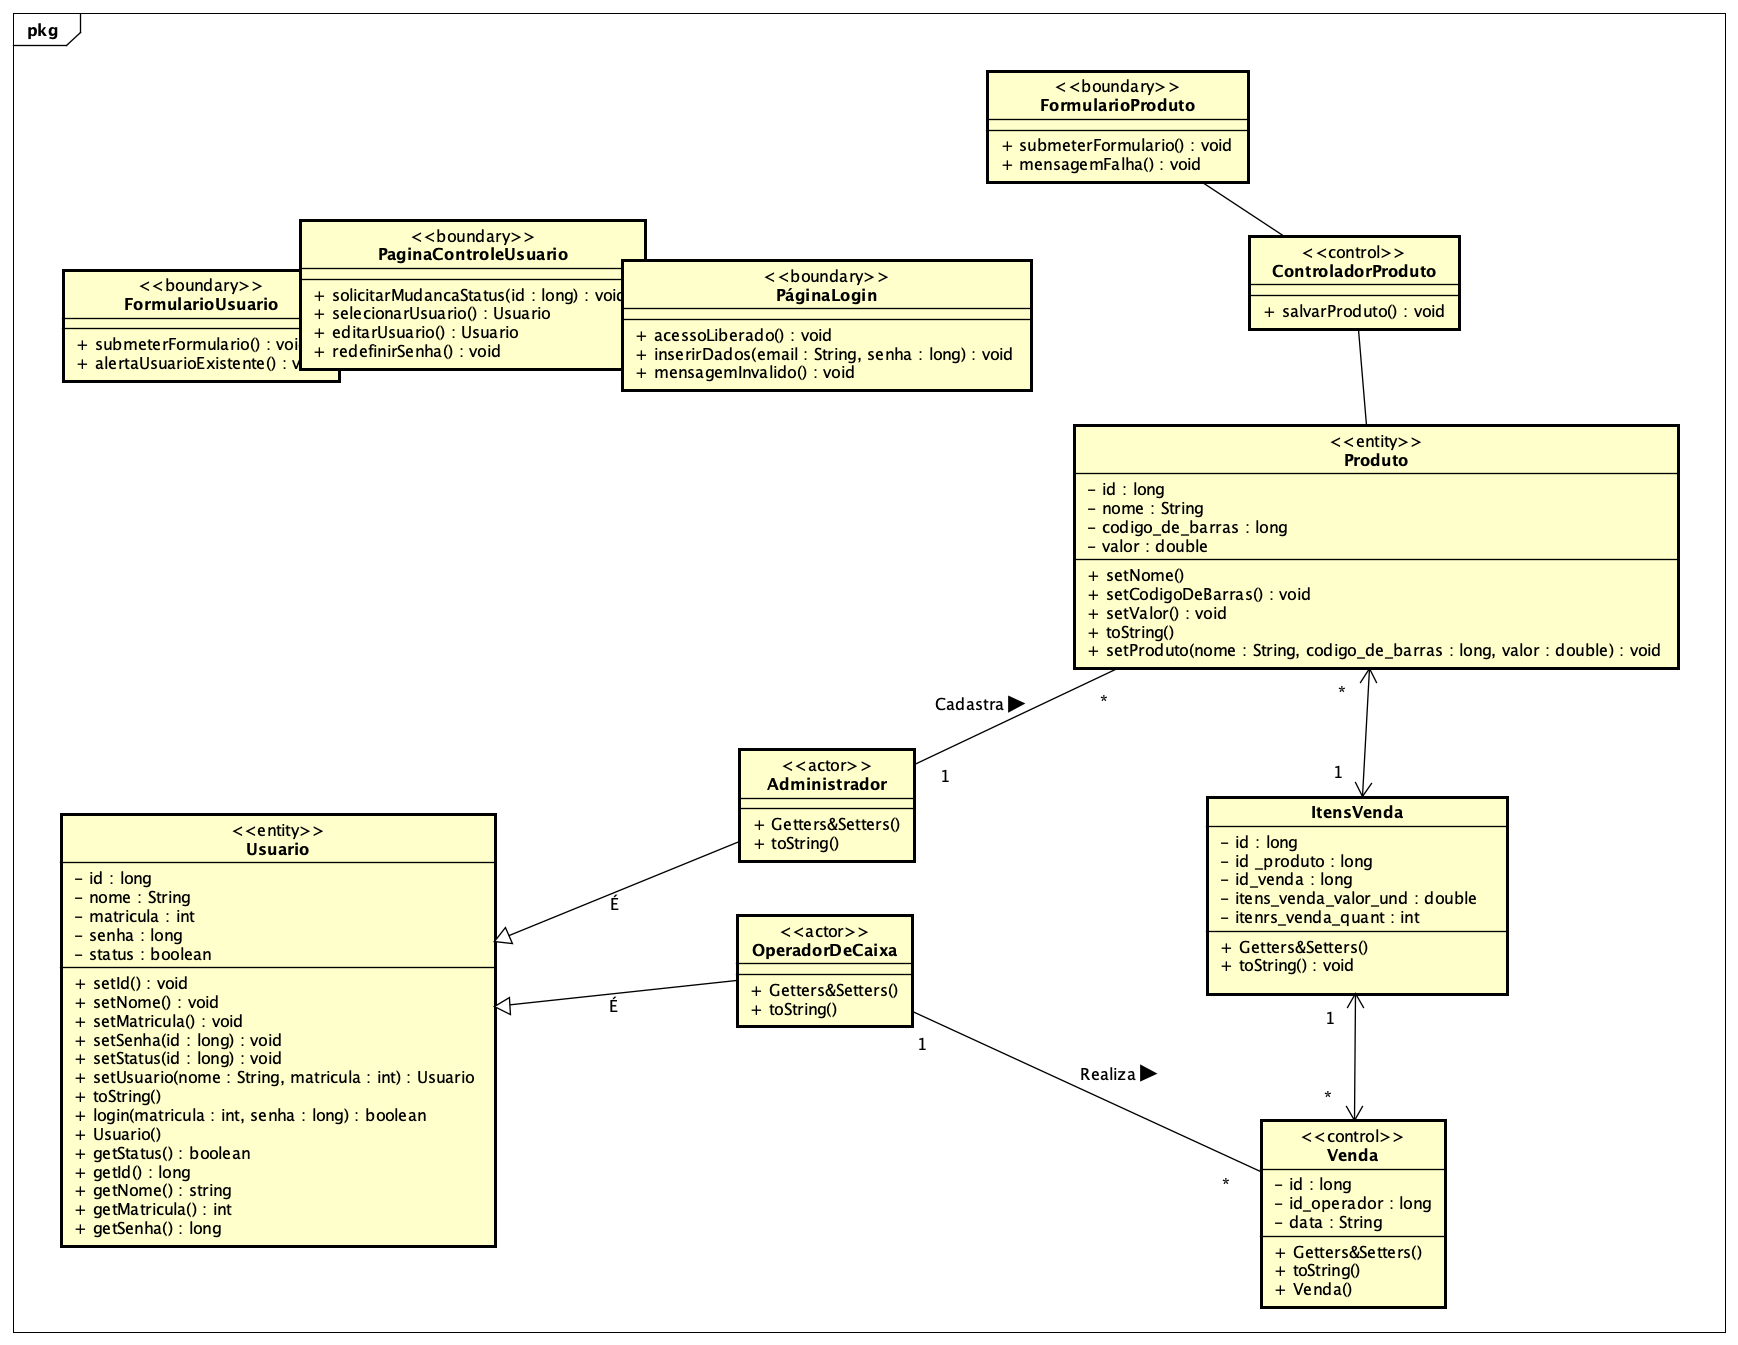 pkg
<<boundary>>
FormularioProduto
+ submeterFormulario() : void
+ mensagemFalha() : void
<<control>>
ControladorProduto
+ salvarProduto() : void
<<boundary>>
FormularioUsuario
+ submeterFormulario() :
+ alertaUsuarioExistente() :
<<boundary>>
PaginaControleUsuario
+ solicitarMudancaStatus(id : long) : void
+ selecionarUsuario() : Usuario
+ editarUsuario() : Usuario
+ redefinirSenha() : void
<<boundary>>
PáginaLogin
+ acessoLiberado() : void
+ inserirDados(email : String, senha : long) : void
+ mensagemInvalido() : void
<<entity>>
Produto
- id : long
- nome : String
- codigo_de_barras : long
- valor : double
+ setNome()
+ setCodigoDeBarras() : void
+ setValor() : void
+ toString()
+ setProduto(nome : String, codigo_de_barras : long, valor : double) : void
Cadastra ▶
*
1
*
1
<<actor>>
Administrador
+ Getters&Setters()
+ toString()
É
<<actor>>
OperadorDeCaixa
+ Getters&Setters()
+ toString()
É
<<entity>>
Usuario
- id : long
- nome : String
- matricula : int
- senha : long
- status : boolean
+ setId() : void
+ setNome() : void
+ setMatricula() : void
+ setSenha(id : long) : void
+ setStatus(id : long) : void
+ setUsuario(nome : String, matricula : int) : Usuario
+ toString()
+ login(matricula : int, senha : long) : boolean
+ Usuario()
+ getStatus() : boolean
+ getId() : long
+ getNome() : string
+ getMatricula() : int
+ getSenha() : long
ItensVenda
- id : long
- id _produto : long
- id_venda : long
- itens_venda_valor_und : double
- itenrs_venda_quant : int
+ Getters&Setters()
+ toString() : void
1
*
1
Realiza ▶
*
<<control>>
Venda
- id : long
- id_operador : long
- data : String
+ Getters&Setters()
+ toString()
+ Venda()